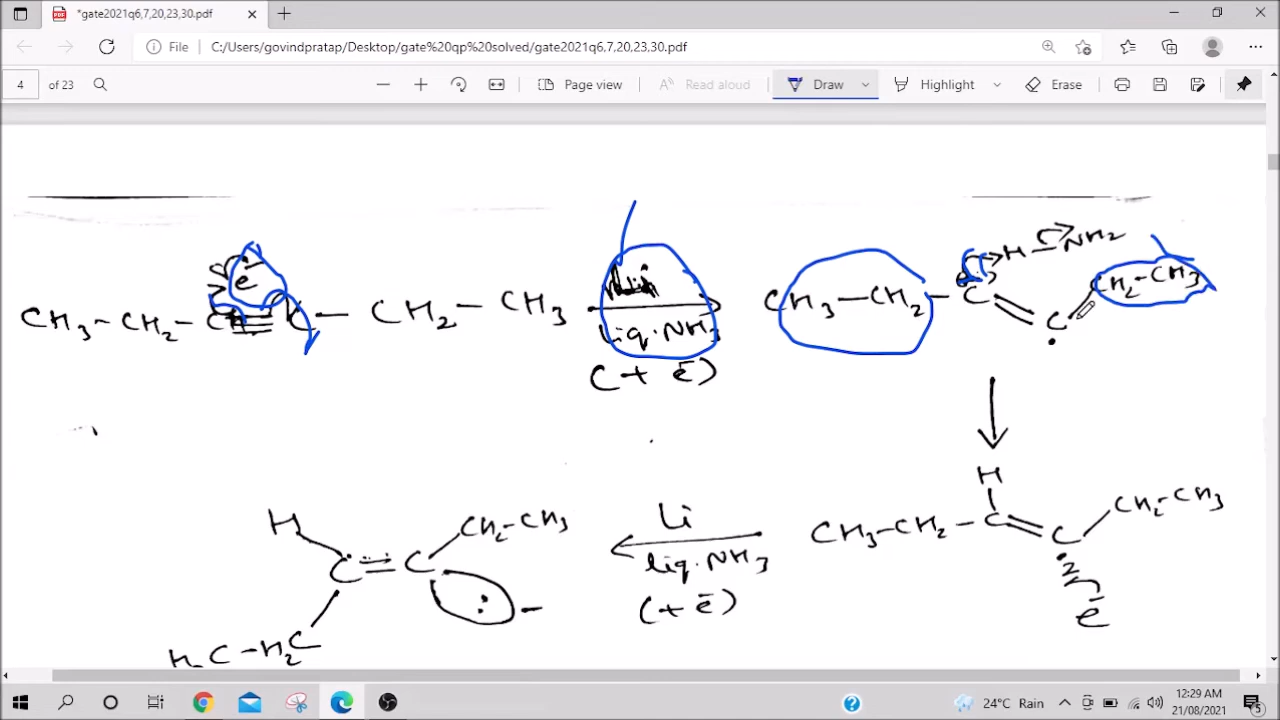 *gate2021q6,7,20,23,30.pdf
File C:/Users/govindpratap/Desktop/gate%20qp%20solved/gate2021q6,7,20,23,30.pdf
4 of 23 Page view Read aloud Draw Highlight Erase
H-NH2
e
CH3-CH2- C-CH2-CH3 liq.NH3 CH3-CH2-C=C CH2-CH3
(+ē)
H
H CH2-CH3 Li CH3-CH2-C=C CH2-CH3
C=C liq.NH3
(+ē) ē
H2C
24°C Rain 12:29 AM
21/08/2021
5